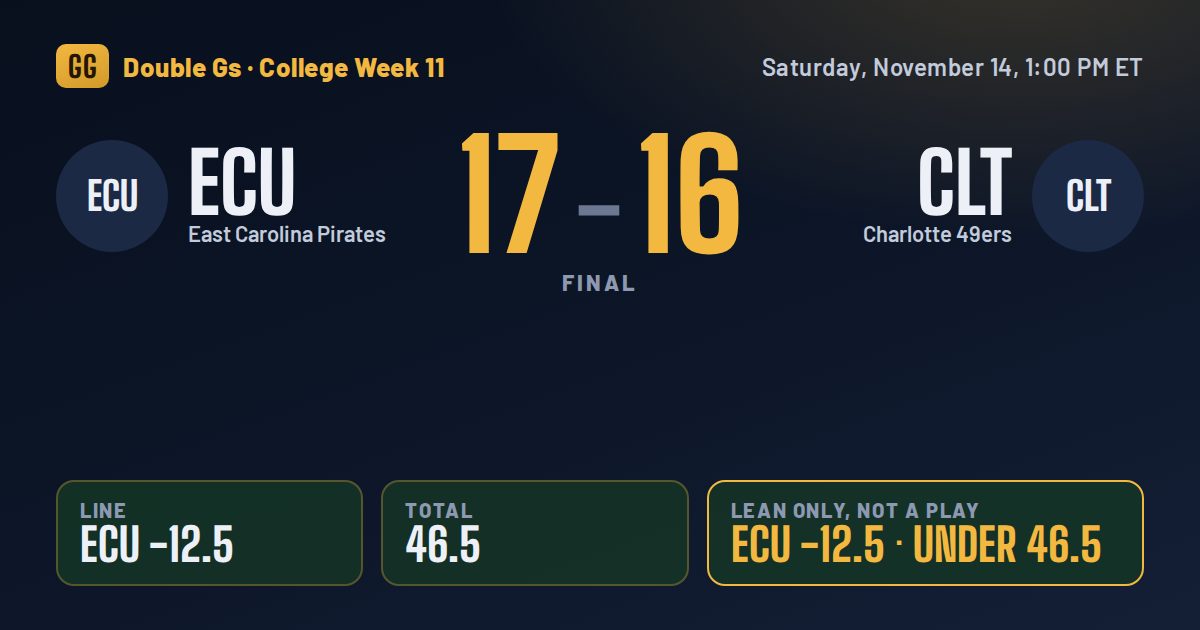 GG Double Gs · College Week 11
Saturday, November 14, 1:00 PM ET
ECU
ECU
East Carolina Pirates
17 – 16
FINAL
CLT
Charlotte 49ers
CLT
LINE
ECU −12.5
TOTAL
46.5
LEAN ONLY, NOT A PLAY
ECU −12.5 · UNDER 46.5